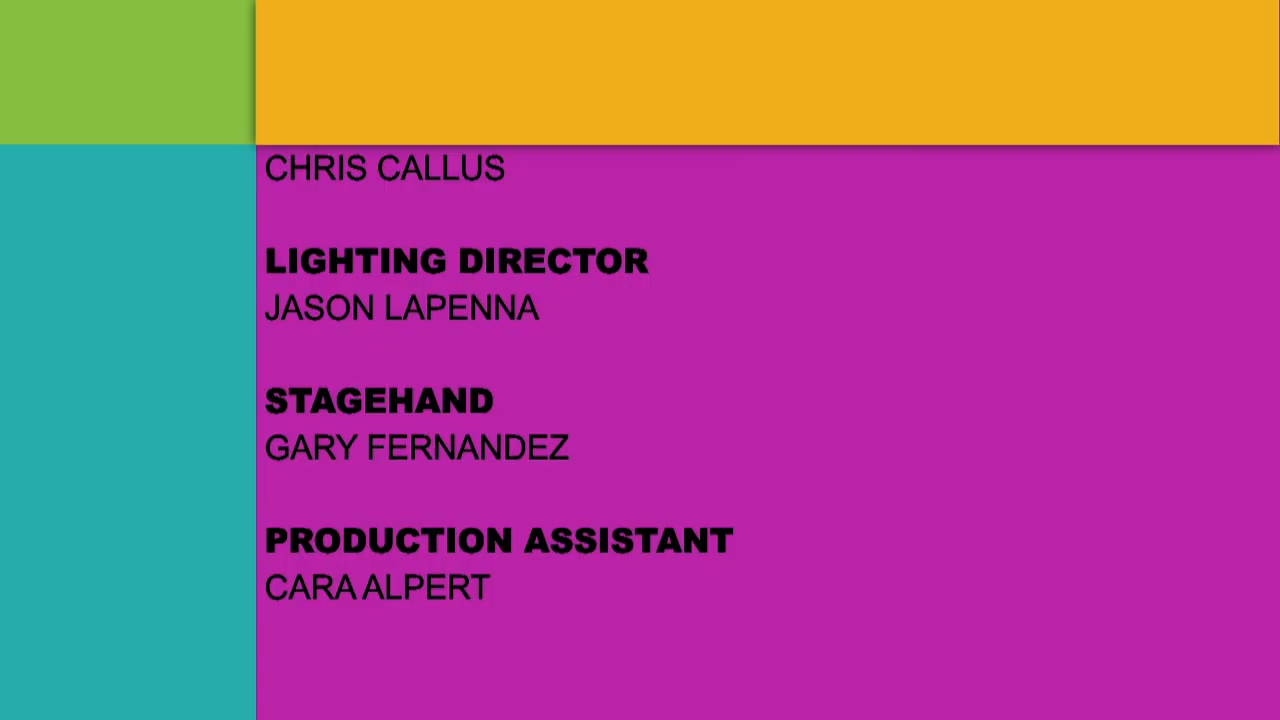 CHRIS CALLUS
LIGHTING DIRECTOR
JASON LAPENNA
STAGEHAND
GARY FERNANDEZ
PRODUCTION ASSISTANT
CARA ALPERT